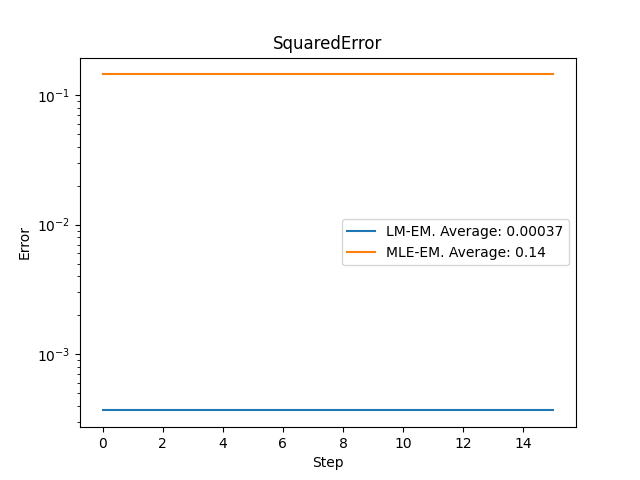 SquaredError
10⁻¹
10⁻²
10⁻³
Error
LM-EM. Average: 0.00037
MLE-EM. Average: 0.14
0 2 4 6 8 10 12 14
Step